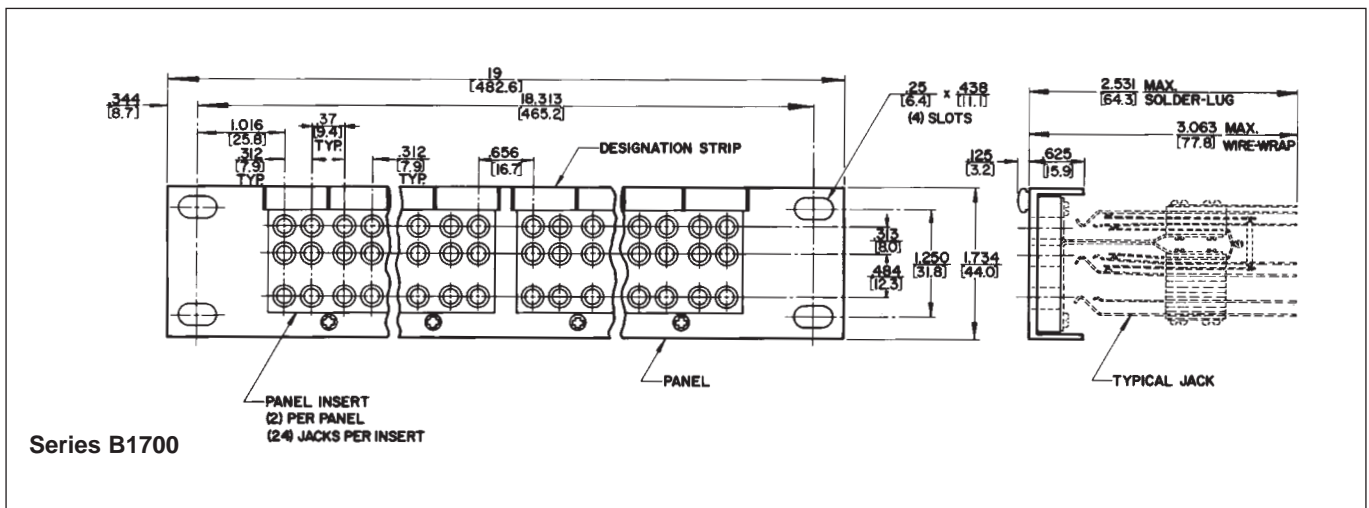 19
[482.6]
.344
[8.7]
18.313
[465.2]
.25 x .438
[6.4] [11.1]
(4) SLOTS
2.531 MAX.
[64.3] SOLDER-LUG
1.016
[25.8]
.37
[9.4]
TYP.
3.063 MAX.
[77.8] WIRE-WRAP
.312
[7.9]
TYP.
.312
[7.9]
TYP.
.656
[16.7]
DESIGNATION STRIP
.125
[3.2]
.625
[15.9]
.313
[8.0]
1.250
[31.8]
1.734
[44.0]
.484
[12.3]
PANEL
TYPICAL JACK
PANEL INSERT
(2) PER PANEL
(24) JACKS PER INSERT
Series B1700